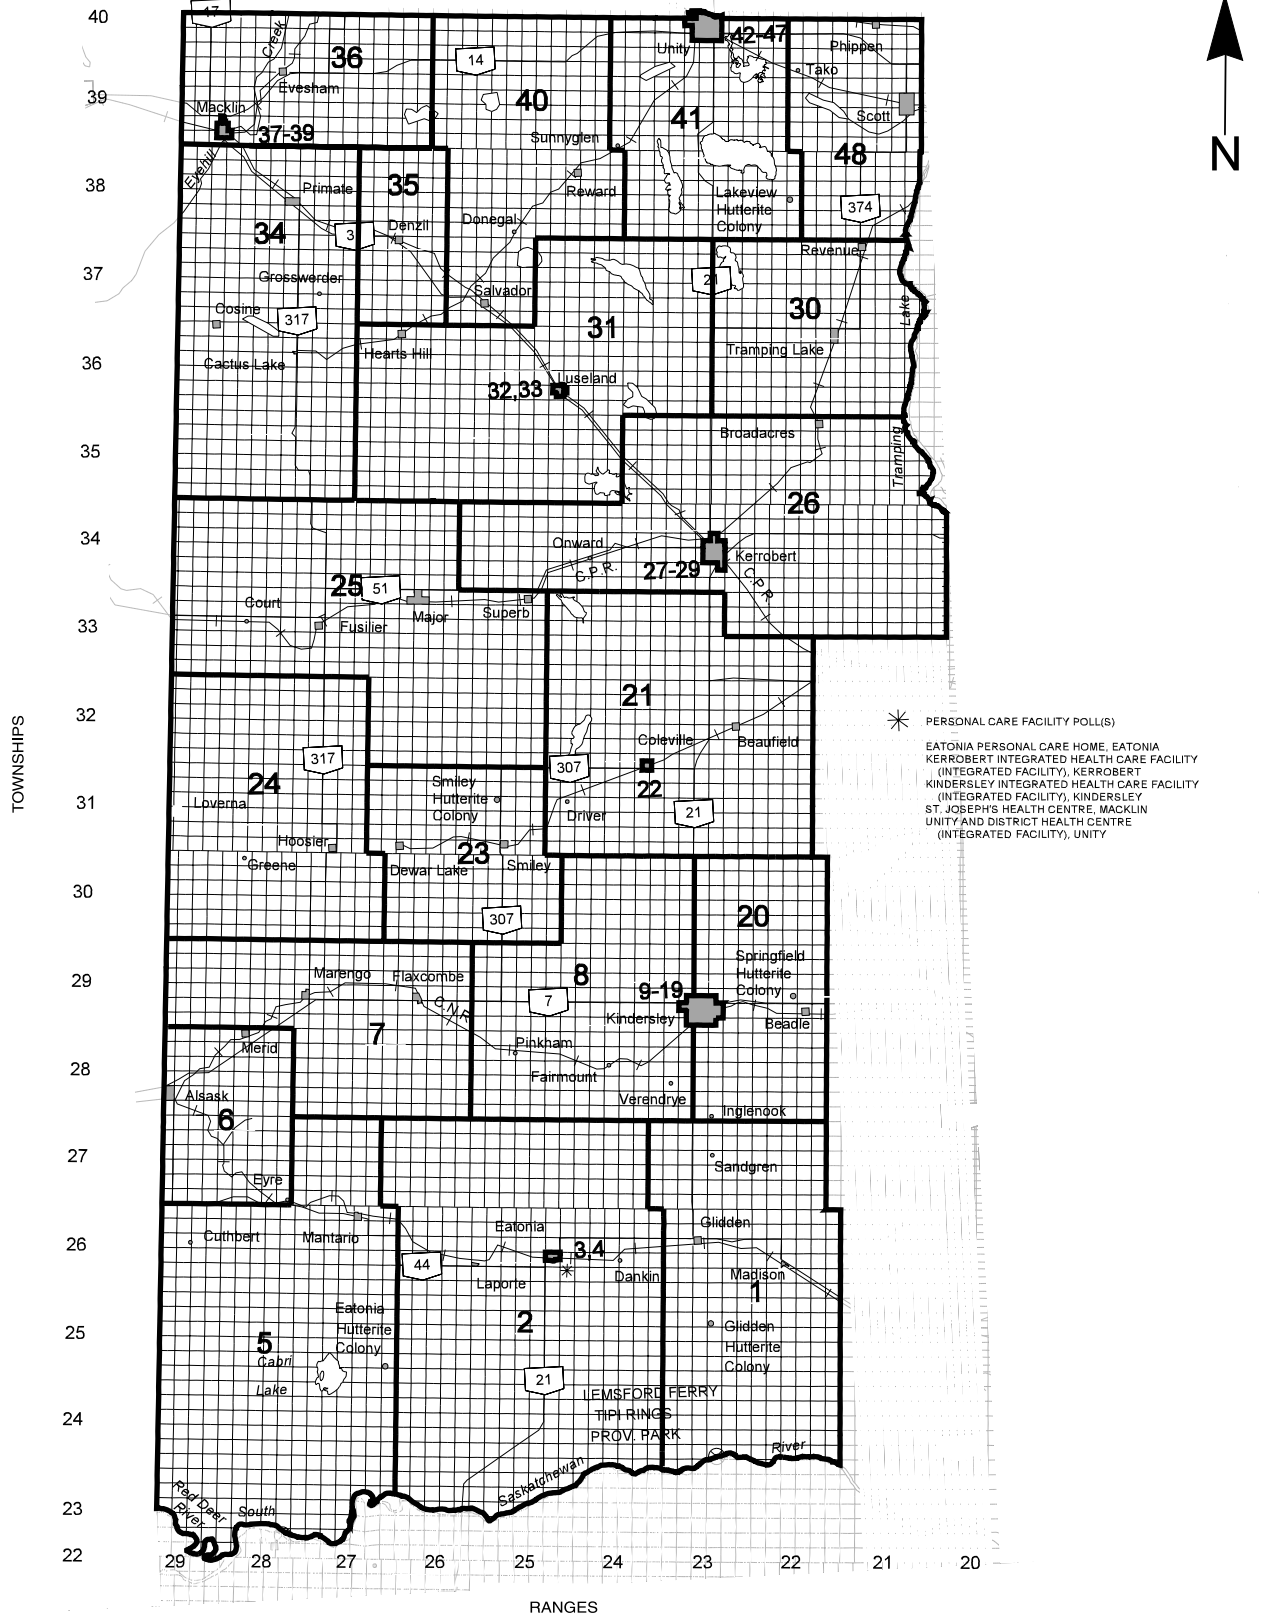 40
17
Creek
36
14
Unity
42-47
Phippen
Tako
Evesham
39
Macklin
40
41
Scott
37-39
Sunnyglen
48
Eyehill
38
Primate
35
Reward
Lakeview
Hutterite
Colony
374
34
3
Denzil
Donegal
Revenue
37
Grosswerder
Salvador
21
30
Lake
Cosine
317
31
Hearts Hill
Tramping Lake
36
Cactus Lake
32,33
Luseland
Broadacres
Tramping
35
26
34
Onward
C.P.R.
27-29
Kerrobert
C.P.R.
25
51
Court
Major
Superb
33
Fusilier
21
32
TOWNSHIPS
Coleville
Beaufield
317
307
24
Smiley
Hutterite
Colony
22
31
Loverna
Driver
21
Hoosier
23
Greene
Dewar Lake
Smiley
30
307
20
PERSONAL CARE FACILITY POLL(S)
EATONIA PERSONAL CARE HOME, EATONIA
KERROBERT INTEGRATED HEALTH CARE FACILITY
(INTEGRATED FACILITY), KERROBERT
KINDERSLEY INTEGRATED HEALTH CARE FACILITY
(INTEGRATED FACILITY), KINDERSLEY
ST. JOSEPH'S HEALTH CENTRE, MACKLIN
UNITY AND DISTRICT HEALTH CENTRE
(INTEGRATED FACILITY), UNITY
Springfield
Hutterite
Colony
29
Marengo
Flaxcombe
8
9-19
7
C.N.R.
Kindersley
Beadle
7
Merid
Pinkham
28
Fairmount
Alsask
Verendrye
Inglenook
6
27
Sandgren
Eyre
Glidden
26
Cuthbert
Mantario
Eatonia
3,4
44
Laporte
Dankin
Madison
1
Eatonia
Hutterite
Colony
2
Glidden
Hutterite
Colony
25
5
Cabri
Lake
21
LEMSFORD FERRY
TIPI RINGS
PROV. PARK
24
River
Saskatchewan
Red Deer
River
South
23
22
29
28
27
26
25
24
23
22
21
20
RANGES
N